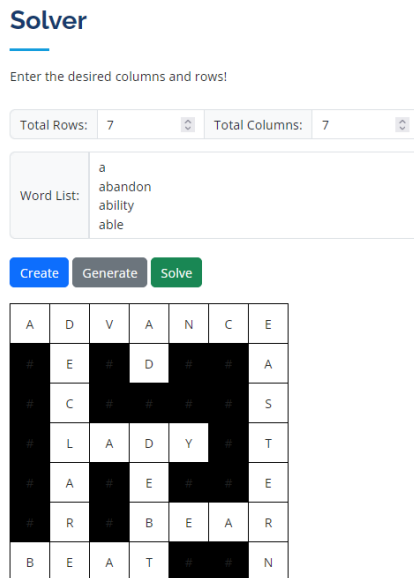 Solver
Enter the desired columns and rows!
Total Rows: 7 Total Columns: 7
Word List:
a
abandon
ability
able
Create Generate Solve
A D V A N C E
# E # D # # A
# C # # # # S
# L A D Y # T
# A # E # # E
# R # B E A R
B E A T # # N